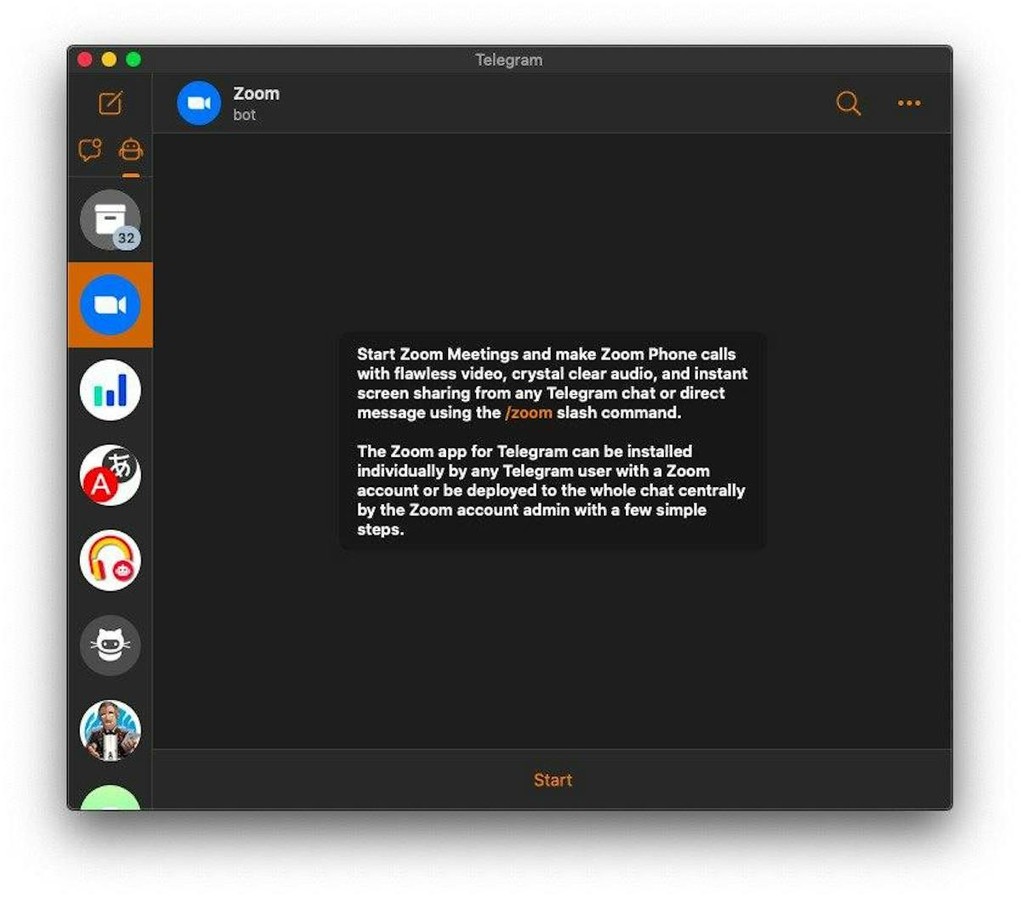 Telegram
Zoom
bot
32
あ
A
Start Zoom Meetings and make Zoom Phone calls
with flawless video, crystal clear audio, and instant
screen sharing from any Telegram chat or direct
message using the /zoom slash command.
The Zoom app for Telegram can be installed
individually by any Telegram user with a Zoom
account or be deployed to the whole chat centrally
by the Zoom account admin with a few simple
steps.
Start